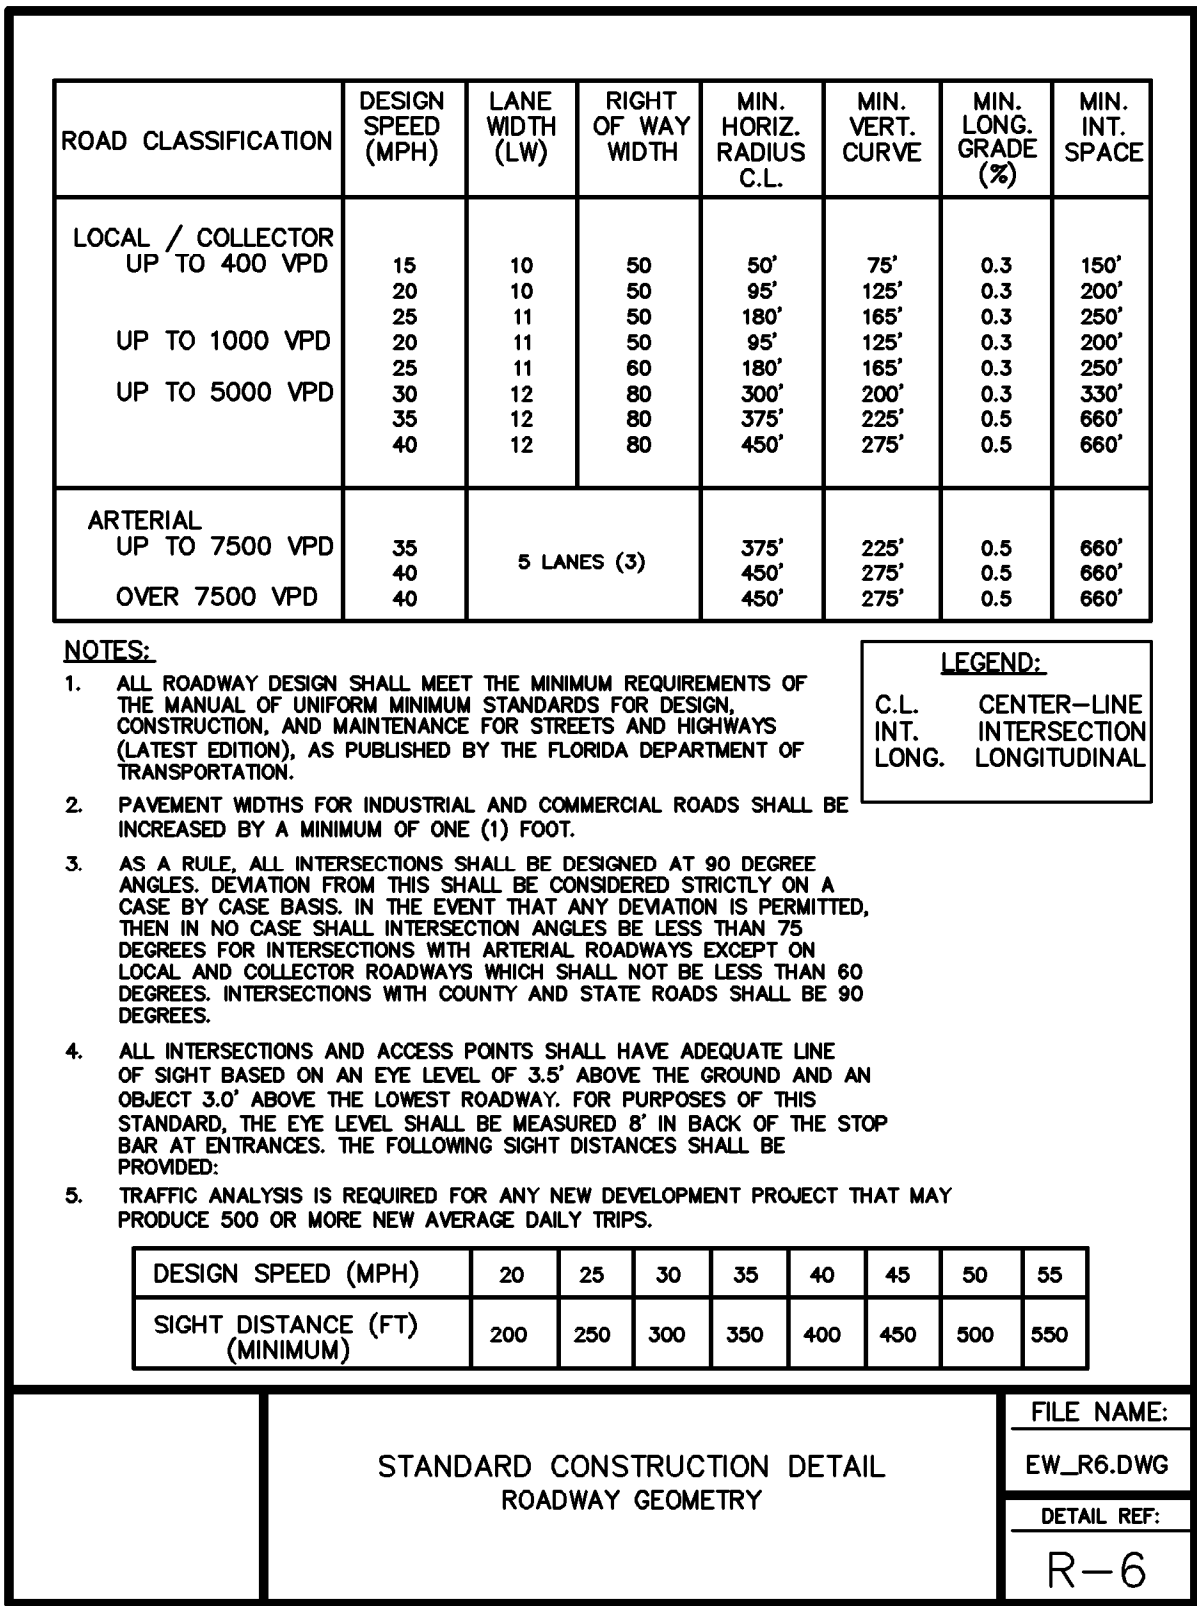 ROAD CLASSIFICATION DESIGN SPEED (MPH) LANE WIDTH (LW) RIGHT OF WAY WIDTH MIN. HORIZ. RADIUS C.L. MIN. VERT. CURVE MIN. LONG. GRADE (%) MIN. INT. SPACE
LOCAL / COLLECTOR
UP TO 400 VPD 15 10 50 50' 75' 0.3 150'
20 10 50 95' 125' 0.3 200'
25 11 50 180' 165' 0.3 250'
UP TO 1000 VPD 20 11 50 95' 125' 0.3 200'
25 11 60 180' 165' 0.3 250'
UP TO 5000 VPD 30 12 80 300' 200' 0.3 330'
35 12 80 375' 225' 0.5 660'
40 12 80 450' 275' 0.5 660'
ARTERIAL
UP TO 7500 VPD 35 5 LANES (3) 375' 225' 0.5 660'
40 450' 275' 0.5 660'
OVER 7500 VPD 40 450' 275' 0.5 660'
NOTES:
1. ALL ROADWAY DESIGN SHALL MEET THE MINIMUM REQUIREMENTS OF
THE MANUAL OF UNIFORM MINIMUM STANDARDS FOR DESIGN,
CONSTRUCTION, AND MAINTENANCE FOR STREETS AND HIGHWAYS
(LATEST EDITION), AS PUBLISHED BY THE FLORIDA DEPARTMENT OF
TRANSPORTATION.
LEGEND:
C.L. CENTER-LINE
INT. INTERSECTION
LONG. LONGITUDINAL
2. PAVEMENT WIDTHS FOR INDUSTRIAL AND COMMERCIAL ROADS SHALL BE
INCREASED BY A MINIMUM OF ONE (1) FOOT.
3. AS A RULE, ALL INTERSECTIONS SHALL BE DESIGNED AT 90 DEGREE
ANGLES. DEVIATION FROM THIS SHALL BE CONSIDERED STRICTLY ON A
CASE BY CASE BASIS. IN THE EVENT THAT ANY DEVIATION IS PERMITTED,
THEN IN NO CASE SHALL INTERSECTION ANGLES BE LESS THAN 75
DEGREES FOR INTERSECTIONS WITH ARTERIAL ROADWAYS EXCEPT ON
LOCAL AND COLLECTOR ROADWAYS WHICH SHALL NOT BE LESS THAN 60
DEGREES. INTERSECTIONS WITH COUNTY AND STATE ROADS SHALL BE 90
DEGREES.
4. ALL INTERSECTIONS AND ACCESS POINTS SHALL HAVE ADEQUATE LINE
OF SIGHT BASED ON AN EYE LEVEL OF 3.5' ABOVE THE GROUND AND AN
OBJECT 3.0' ABOVE THE LOWEST ROADWAY. FOR PURPOSES OF THIS
STANDARD, THE EYE LEVEL SHALL BE MEASURED 8' IN BACK OF THE STOP
BAR AT ENTRANCES. THE FOLLOWING SIGHT DISTANCES SHALL BE
PROVIDED:
5. TRAFFIC ANALYSIS IS REQUIRED FOR ANY NEW DEVELOPMENT PROJECT THAT MAY
PRODUCE 500 OR MORE NEW AVERAGE DAILY TRIPS.
DESIGN SPEED (MPH) 20 25 30 35 40 45 50 55
SIGHT DISTANCE (FT) (MINIMUM) 200 250 300 350 400 450 500 550
STANDARD CONSTRUCTION DETAIL
ROADWAY GEOMETRY
FILE NAME:
EW_R6.DWG
DETAIL REF:
R-6